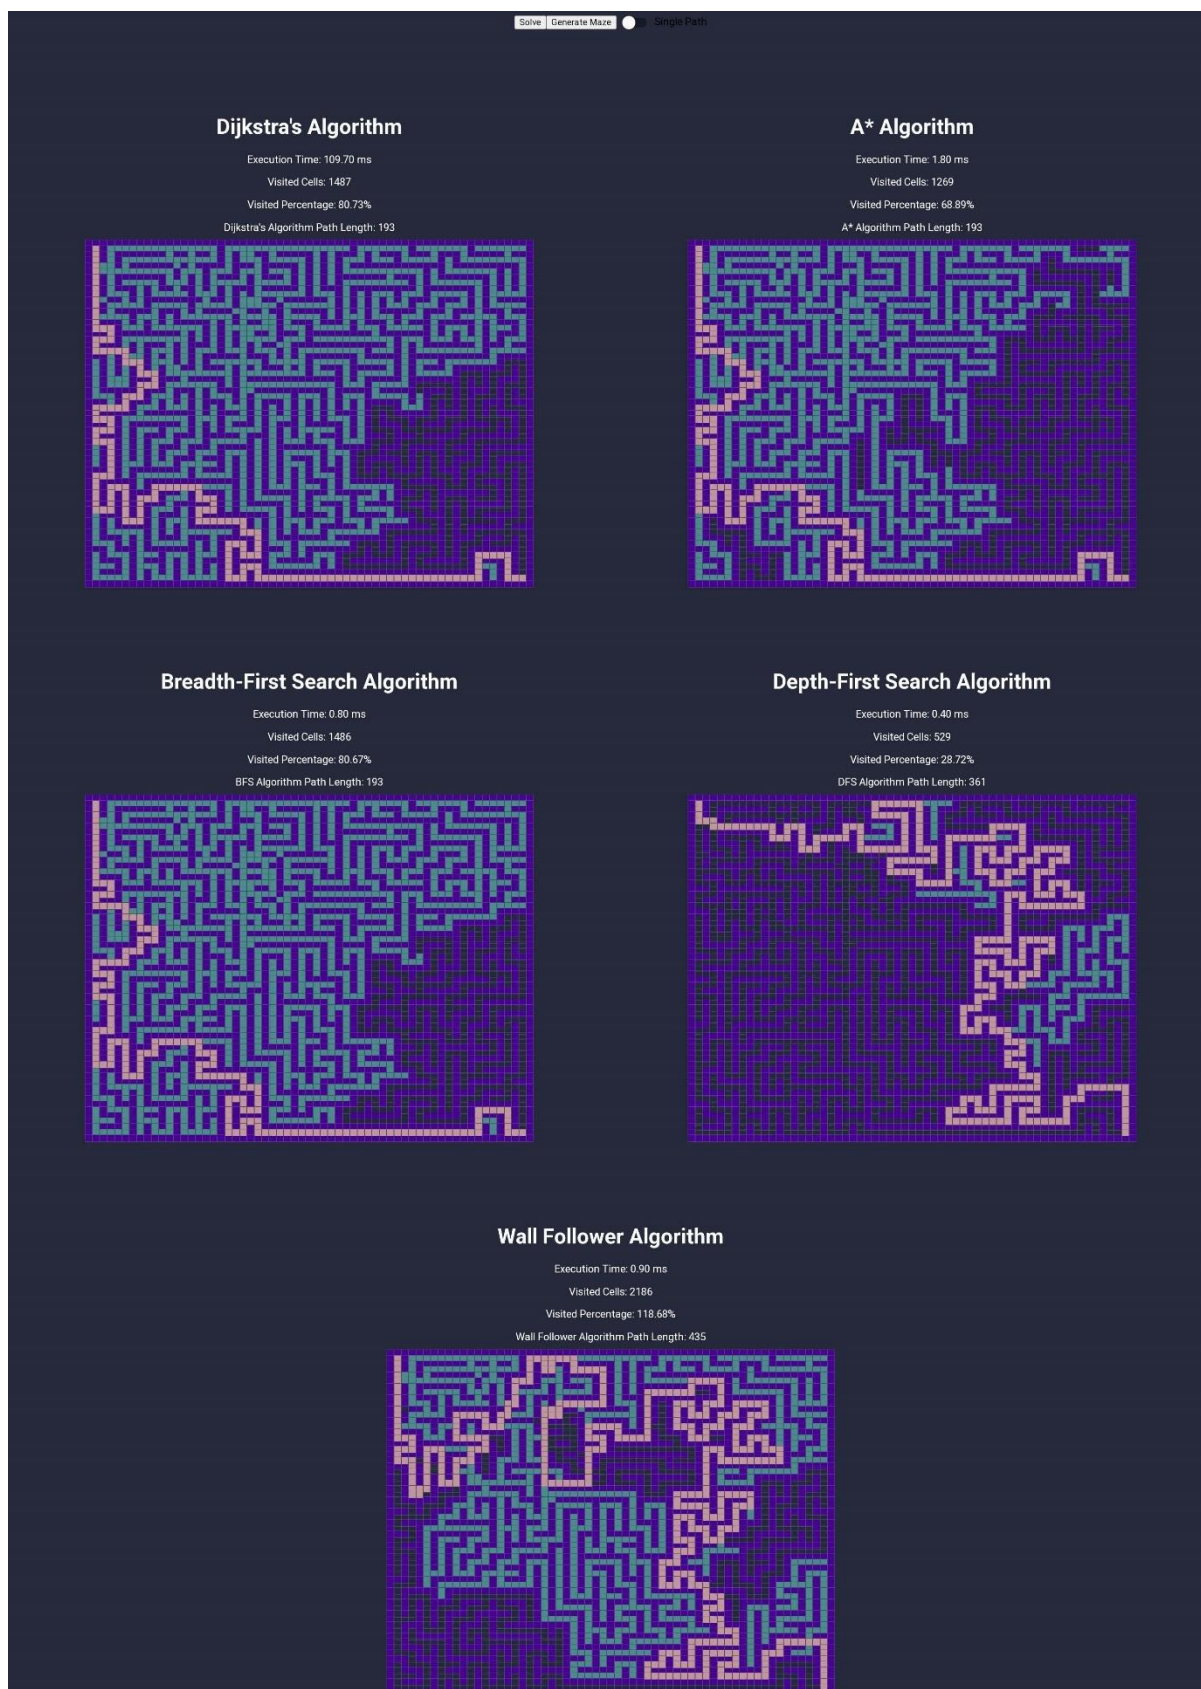 Solve Generate Maze Single Path
Dijkstra's Algorithm
Execution Time: 109.70 ms
Visited Cells: 1487
Visited Percentage: 80.73%
Dijkstra's Algorithm Path Length: 193
A* Algorithm
Execution Time: 1.80 ms
Visited Cells: 1269
Visited Percentage: 68.89%
A* Algorithm Path Length: 193
Breadth-First Search Algorithm
Execution Time: 0.80 ms
Visited Cells: 1486
Visited Percentage: 80.67%
BFS Algorithm Path Length: 193
Depth-First Search Algorithm
Execution Time: 0.40 ms
Visited Cells: 529
Visited Percentage: 28.72%
DFS Algorithm Path Length: 361
Wall Follower Algorithm
Execution Time: 0.90 ms
Visited Cells: 2186
Visited Percentage: 118.68%
Wall Follower Algorithm Path Length: 435